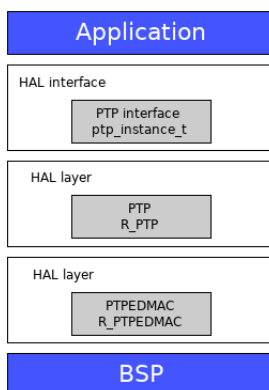 Application
HAL interface
PTP interface
ptp_instance_t
HAL layer
PTP
R_PTP
HAL layer
PTPEDMAC
R_PTPEDMAC
BSP